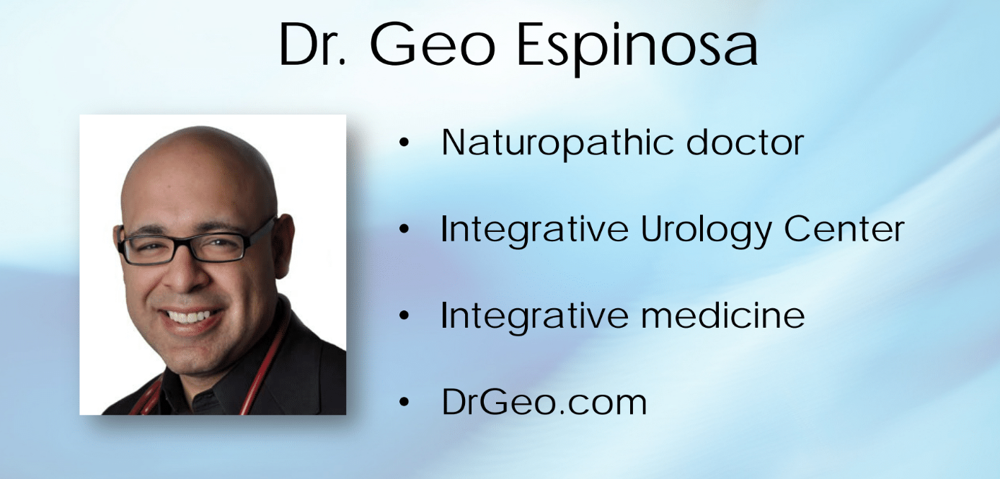 Dr. Geo Espinosa
• Naturopathic doctor
• Integrative Urology Center
• Integrative medicine
• DrGeo.com